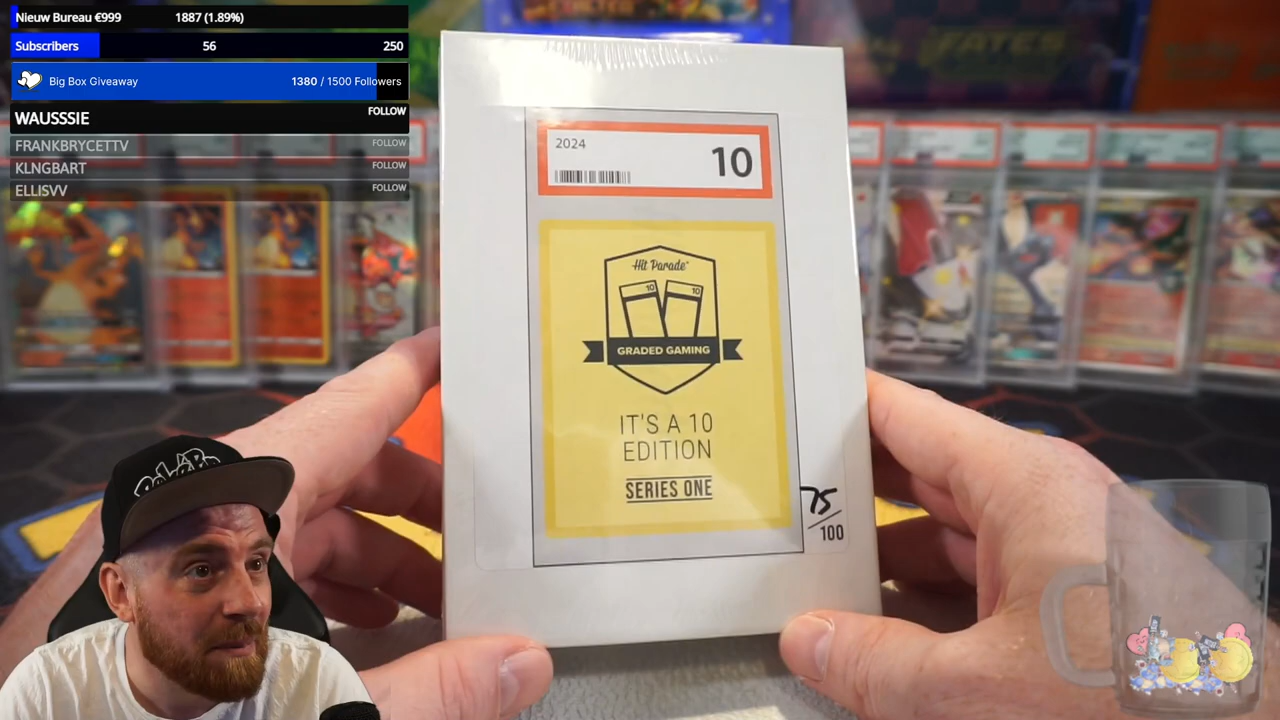 Nieuw Bureau €999 1887 (1.89%)
Subscribers 56 250
Big Box Giveaway 1380 / 1500 Followers
WAUSSSIE FOLLOW
FRANKBRYCETTV FOLLOW
KLNGBART FOLLOW
ELLISVV FOLLOW
FATES
2024
10
Hit Parade
10 10
GRADED GAMING
IT'S A 10
EDITION
SERIES ONE
75
100